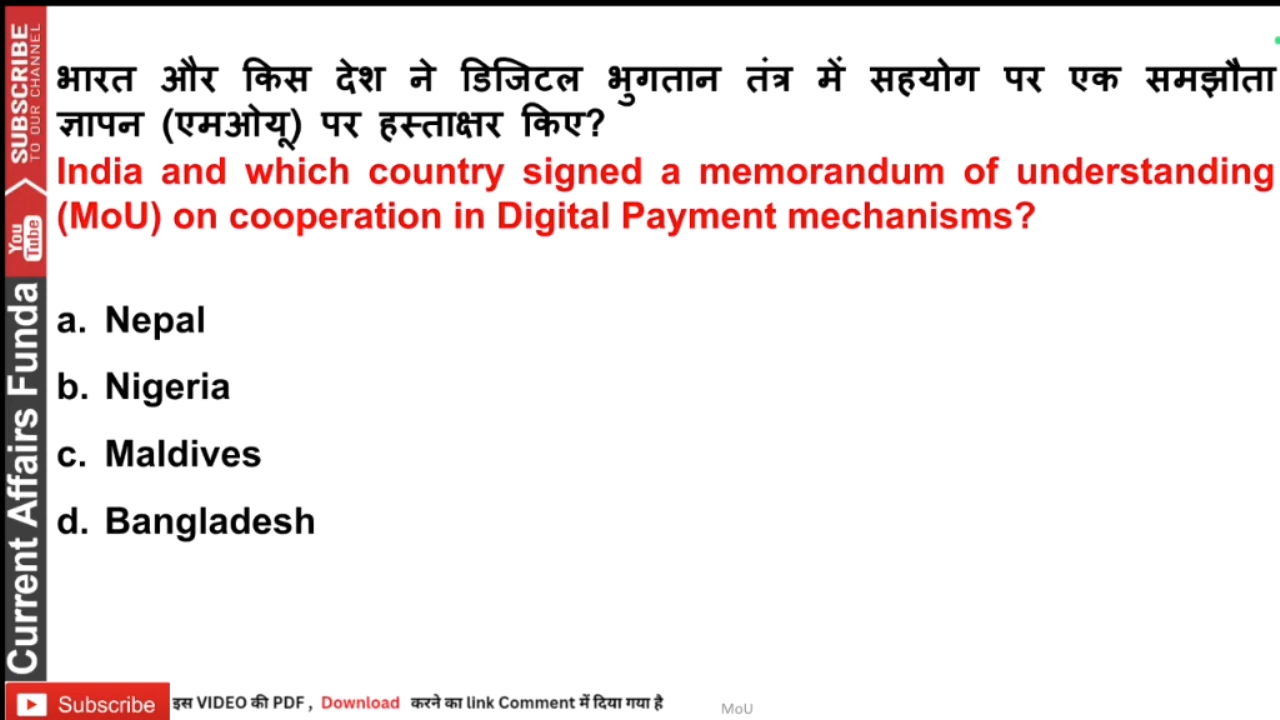 भारत और किस देश ने डिजिटल भुगतान तंत्र में सहयोग पर एक समझौता
ज्ञापन (एमओयू) पर हस्ताक्षर किए?
India and which country signed a memorandum of understanding
(MoU) on cooperation in Digital Payment mechanisms?
a. Nepal
b. Nigeria
c. Maldives
d. Bangladesh
SUBSCRIBE
TO OUR CHANNEL
You
Tube
Current Affairs Funda
Subscribe
इस VIDEO की PDF , Download करने का link Comment में दिया गया है
MoU